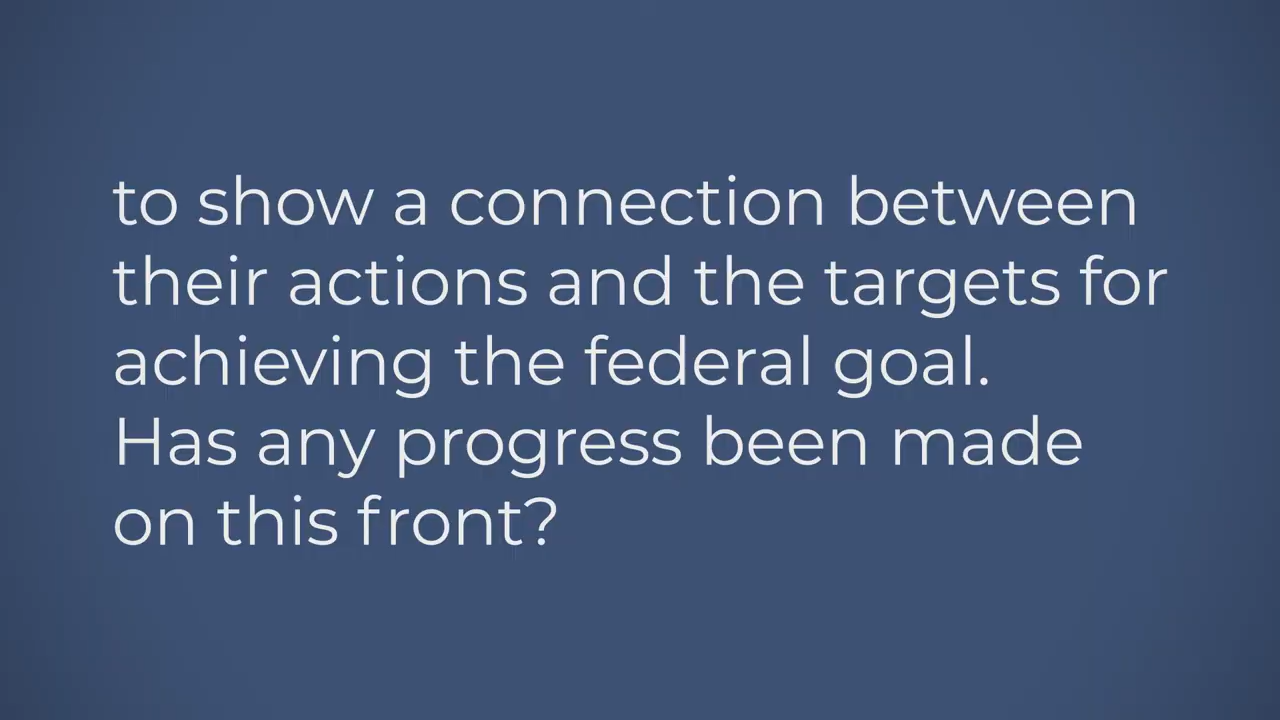 to show a connection between
their actions and the targets for
achieving the federal goal.
Has any progress been made
on this front?